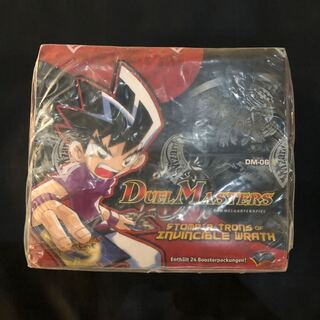 DM-06
DUEL MASTERS
SAMMELKARTENSPIEL
STOMP-A-TRONS OF
INVINCIBLE WRATH
Enthält 24 Boosterpackungen!